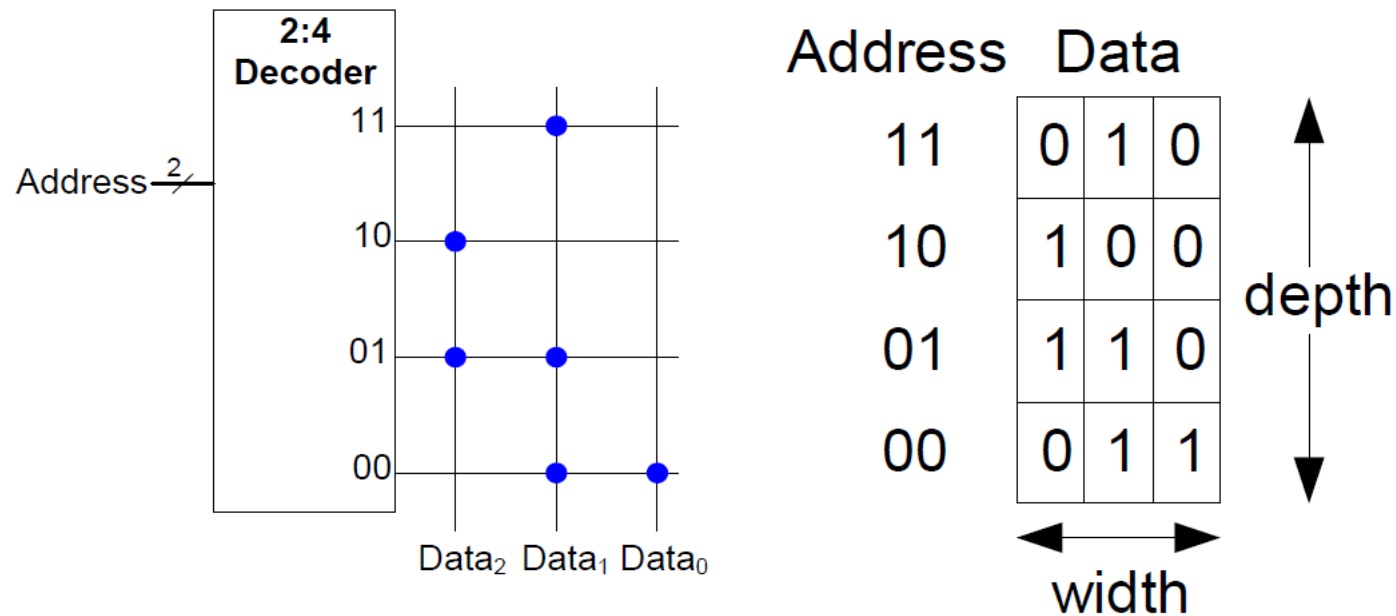 2:4
Decoder
11
10
01
00
Address 2
Data₂ Data₁ Data₀
Address Data
11 0 1 0
10 1 0 0
01 1 1 0
00 0 1 1
depth
width